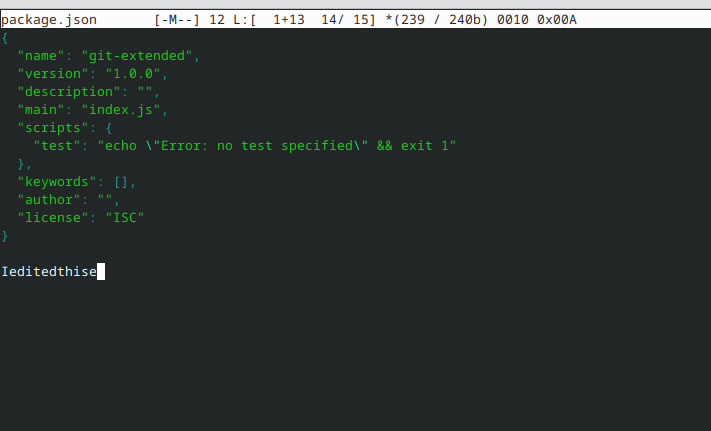 package.json       [-M--] 12 L:[  1+13  14/ 15] *(239 / 240b) 0010 0x00A
{
  "name": "git-extended",
  "version": "1.0.0",
  "description": "",
  "main": "index.js",
  "scripts": {
    "test": "echo \"Error: no test specified\" && exit 1"
  },
  "keywords": [],
  "author": "",
  "license": "ISC"
}
Ieditedthise